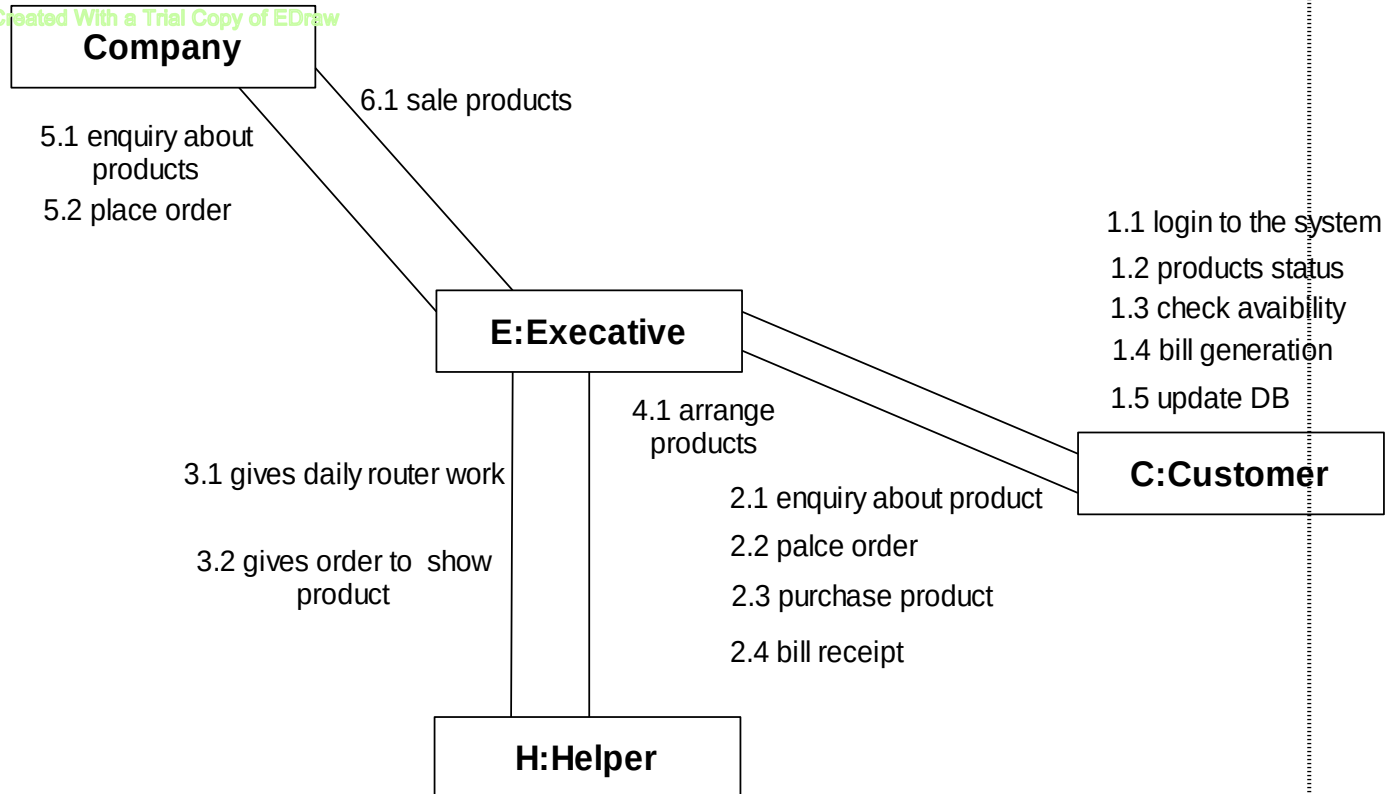 Created With a Trial Copy of EDraw
Company
6.1 sale products
5.1 enquiry about
products
5.2 place order
1.1 login to the system
1.2 products status
1.3 check avaibility
1.4 bill generation
1.5 update DB
E:Execative
4.1 arrange
products
C:Customer
3.1 gives daily router work
2.1 enquiry about product
2.2 palce order
3.2 gives order to show
product
2.3 purchase product
2.4 bill receipt
H:Helper